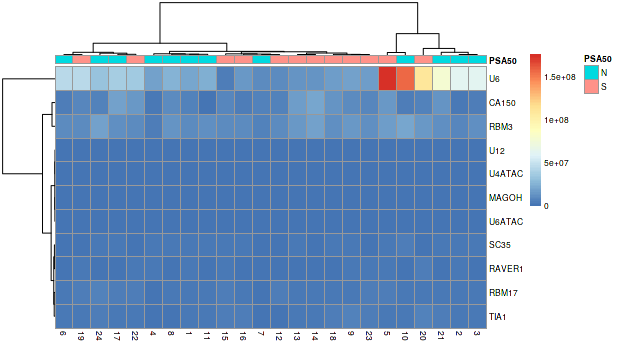 PSA50
PSA50
U6
N
S
CA150
RBM3
U12
U4ATAC
MAGOH
U6ATAC
SC35
RAVER1
RBM17
TIA1
1.5e+08
1e+08
5e+07
0
6 19 24 17 22 4 8 1 11 15 16 7 12 13 14 18 9 23 5 10 20 21 2 3